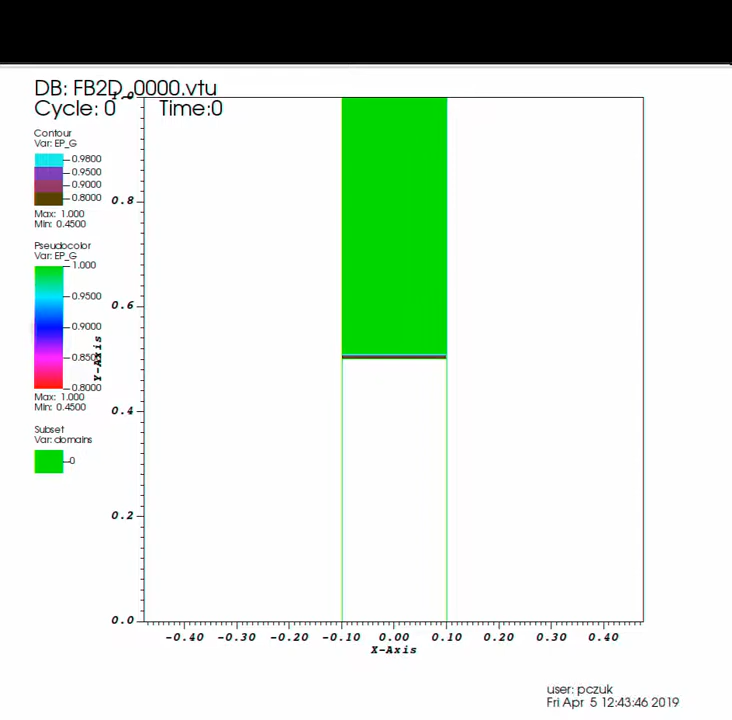 DB: FB2D_0000.vtu
Cycle: 0 Time:0
Contour
Var: EP_G
0.9800
0.9500
0.9000
0.8000
Max: 1.000
Min: 0.4500
Pseudocolor
Var: EP_G
1.000
0.9500
0.9000
0.850
0.8000
Max: 1.000
Min: 0.4500
Subset
Var: domains
0
1.0
0.8
0.6
0.4
0.2
0.0
Y-Axis
-0.40 -0.30 -0.20 -0.10 0.00 0.10 0.20 0.30 0.40
X-Axis
user: pczuk
Fri Apr 5 12:43:46 2019